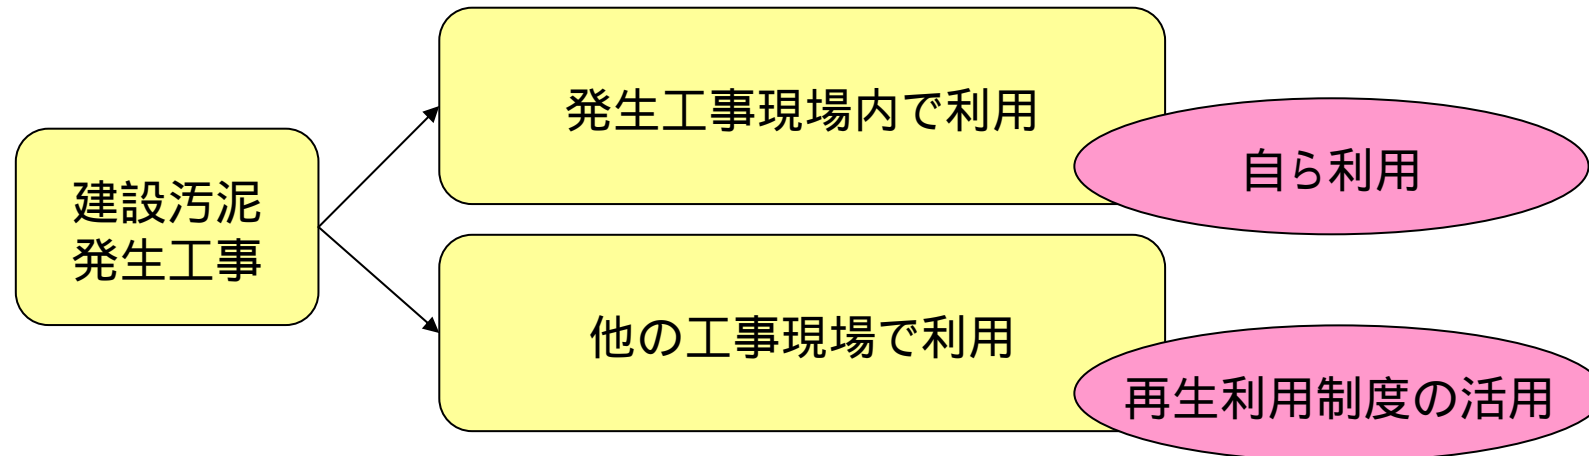 建設汚泥
発生工事
発生工事現場内で利用
自ら利用
他の工事現場で利用
再生利用制度の活用